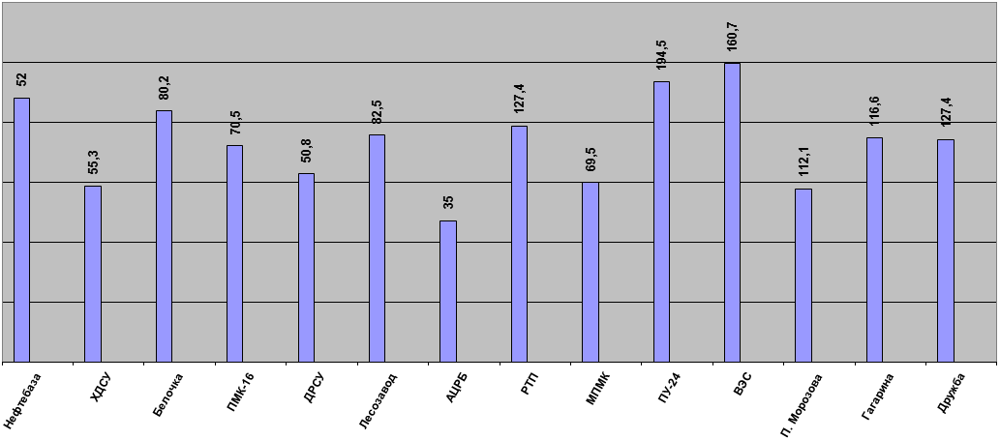 52
55,3
80,2
70,5
50,8
82,5
35
127,4
69,5
194,5
160,7
112,1
116,6
127,4
Нефтебаза
ХДСУ
Белочка
ПМК-16
ДРСУ
Лесозавод
АЦРБ
РТП
МПМК
ПУ-24
ВЭС
П. Морозова
Гагарина
Дружба